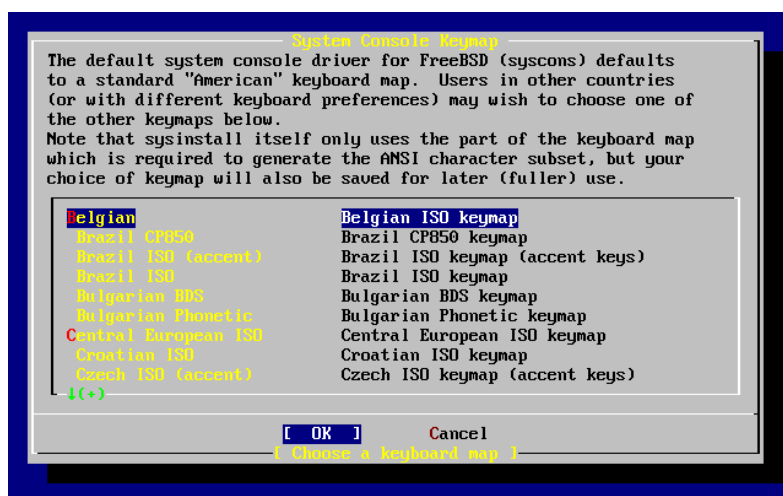 System Console Keymap
The default system console driver for FreeBSD (syscons) defaults
to a standard "American" keyboard map.  Users in other countries
(or with different keyboard preferences) may wish to choose one of
the other keymaps below.
Note that sysinstall itself only uses the part of the keyboard map
which is required to generate the ANSI character subset, but your
choice of keymap will also be saved for later (fuller) use.
Belgian Belgian ISO keymap
Brazil CP850 Brazil CP850 keymap
Brazil ISO (accent) Brazil ISO keymap (accent keys)
Brazil ISO Brazil ISO keymap
Bulgarian BDS Bulgarian BDS keymap
Bulgarian Phonetic Bulgarian Phonetic keymap
Central European ISO Central European ISO keymap
Croatian ISO Croatian ISO keymap
Czech ISO (accent) Czech ISO keymap (accent keys)
↓(+)
[ OK ] Cancel
[ Choose a keyboard map ]